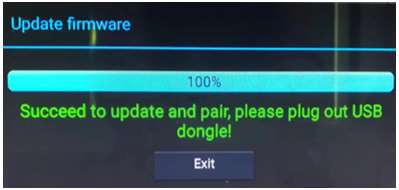 Update firmware
100%
Succeed to update and pair, please plug out USB
dongle!
Exit